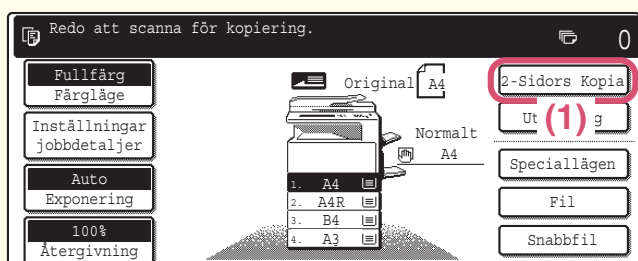 Redo att scanna för kopiering.
0
Fullfärg
Färgläge
Inställningar
jobbdetaljer
Auto
Exponering
100%
Återgivning
Original
A4
Normalt
A4
1. A4
2. A4R
3. B4
4. A3
2-Sidors Kopia
(1)
Speciallägen
Fil
Snabbfil